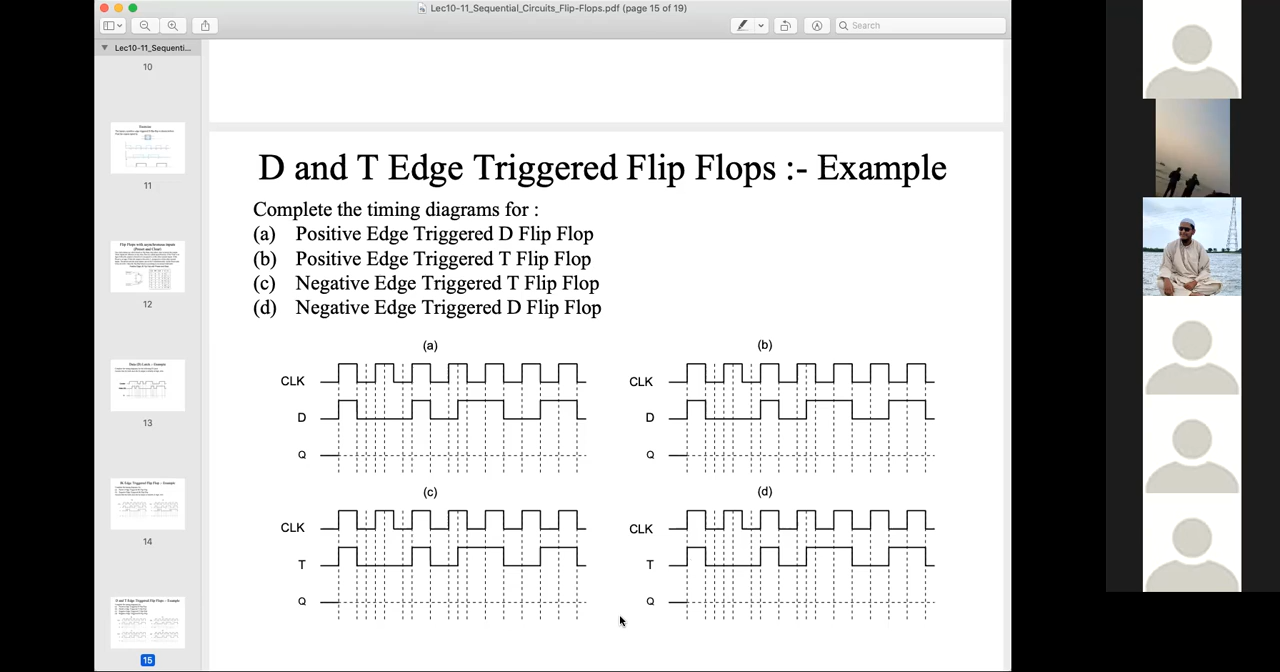 Lec10-11_Sequential_Circuits_Flip-Flops.pdf (page 15 of 19)
Search
Lec10-11_Sequenti...
10
11
12
13
14
15
D and T Edge Triggered Flip Flops :- Example
Complete the timing diagrams for :
(a) Positive Edge Triggered D Flip Flop
(b) Positive Edge Triggered T Flip Flop
(c) Negative Edge Triggered T Flip Flop
(d) Negative Edge Triggered D Flip Flop
(a)
CLK
D
Q
(b)
CLK
D
Q
(c)
CLK
T
Q
(d)
CLK
T
Q